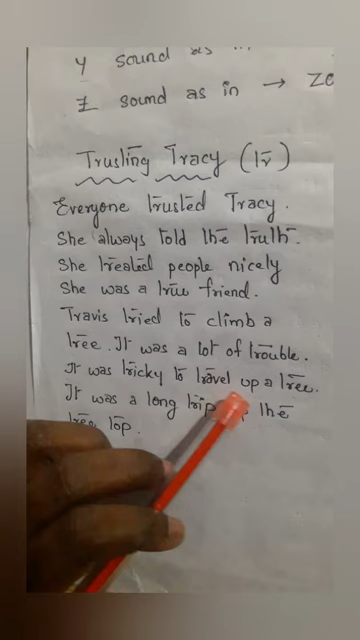 Y sound as in
Z sound as in → Ze
Trusting Tracy (tr)
Everyone trusted Tracy.
She always told the truth.
She treated people nicely
She was a true friend.
Travis tried to climb a
tree. It was a lot of trouble.
It was tricky to travel up a tree.
It was a long trip the
tree top.